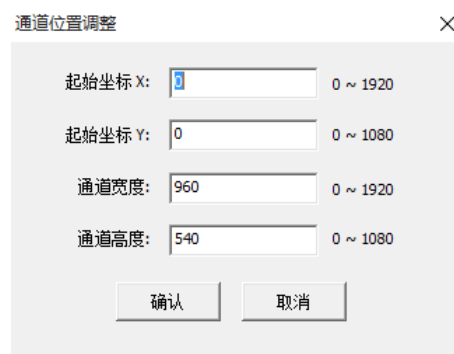 通道位置调整
起始坐标 X: 0 0 ~ 1920
起始坐标 Y: 0 0 ~ 1080
通道宽度: 960 0 ~ 1920
通道高度: 540 0 ~ 1080
确认 取消